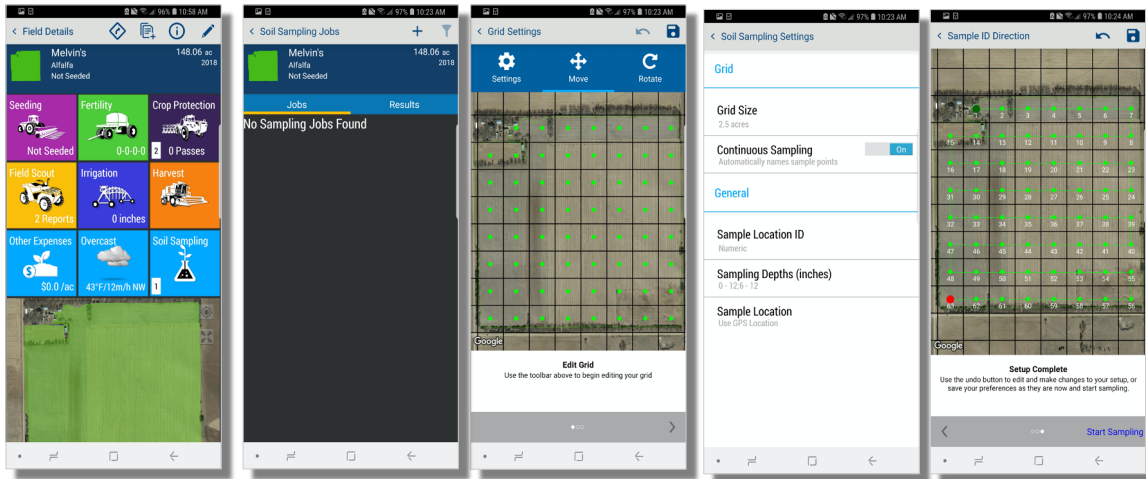 96% 10:58 AM
< Field Details
Melvin's
148.06 ac
Alfalfa
2018
Not Seeded
Seeding
Fertility
Crop Protection
Not Seeded
0-0-0-0
2 0 Passes
Field Scout
Irrigation
Harvest
2 Reports
0 inches
Other Expenses
Overcast
Soil Sampling
$0.0 /ac
43°F/12m/h NW
1
97% 10:23 AM
< Soil Sampling Jobs
Melvin's
148.06 ac
Alfalfa
2018
Not Seeded
Jobs
Results
No Sampling Jobs Found
97% 10:23 AM
< Grid Settings
Settings
Move
Rotate
Google
Edit Grid
Use the toolbar above to begin editing your grid
97% 10:23 AM
< Soil Sampling Settings
Grid
Grid Size
2.5 acres
Continuous Sampling
On
Automatically names sample points
General
Sample Location ID
Numeric
Sampling Depths (inches)
0 - 12;6 - 12
Sample Location
Use GPS Location
97% 10:24 AM
< Sample ID Direction
1 2 3 4 5 6 7
15 14 13 12 11 10 9 8
16 17 18 19 20 21 22 23
31 30 29 28 27 26 25 24
32 33 34 35 36 37 38 39
47 46 45 44 43 42 41 40
48 49 50 51 52 53 54 55
63 62 61 60 59 58 57 56
Google
Setup Complete
Use the undo button to edit and make changes to your setup, or
save your preferences as they are now and start sampling.
Start Sampling